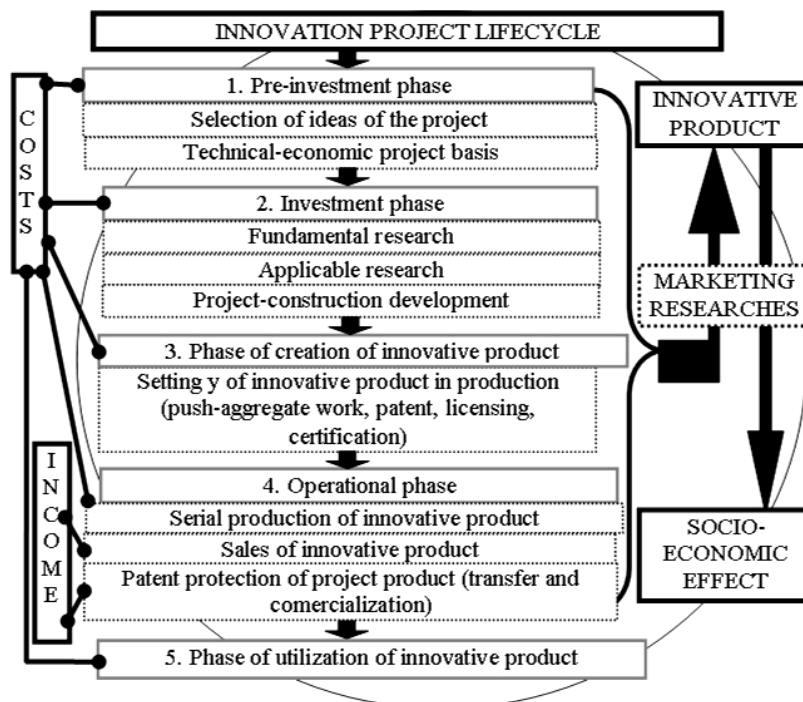 INNOVATION PROJECT LIFECYCLE
COSTS
1. Pre-investment phase
Selection of ideas of the project
Technical-economic project basis
2. Investment phase
Fundamental research
Applicable research
Project-construction development
3. Phase of creation of innovative product
Setting y of innovative product in production
(push-aggregate work, patent, licensing,
certification)
INCOME
4. Operational phase
Serial production of innovative product
Sales of innovative product
Patent protection of project product (transfer and
comercialization)
5. Phase of utilization of innovative product
INNOVATIVE
PRODUCT
MARKETING
RESEARCHES
SOCIO-
ECONOMIC
EFFECT